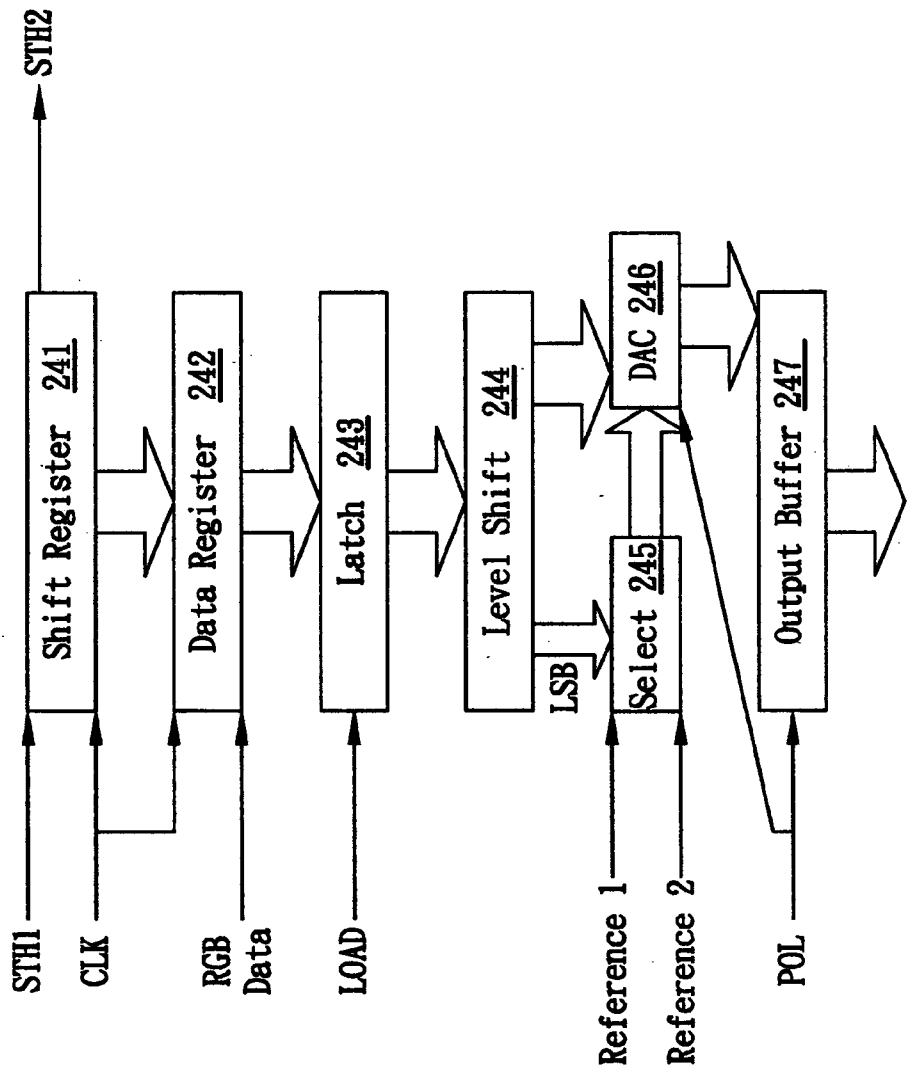 STH2
STH1
Shift Register 241
CLK
Data Register 242
RGB
Data
Latch 243
LOAD
Level Shift 244
LSB
Reference 1
Select 245
DAC 246
Reference 2
Output Buffer 247
POL